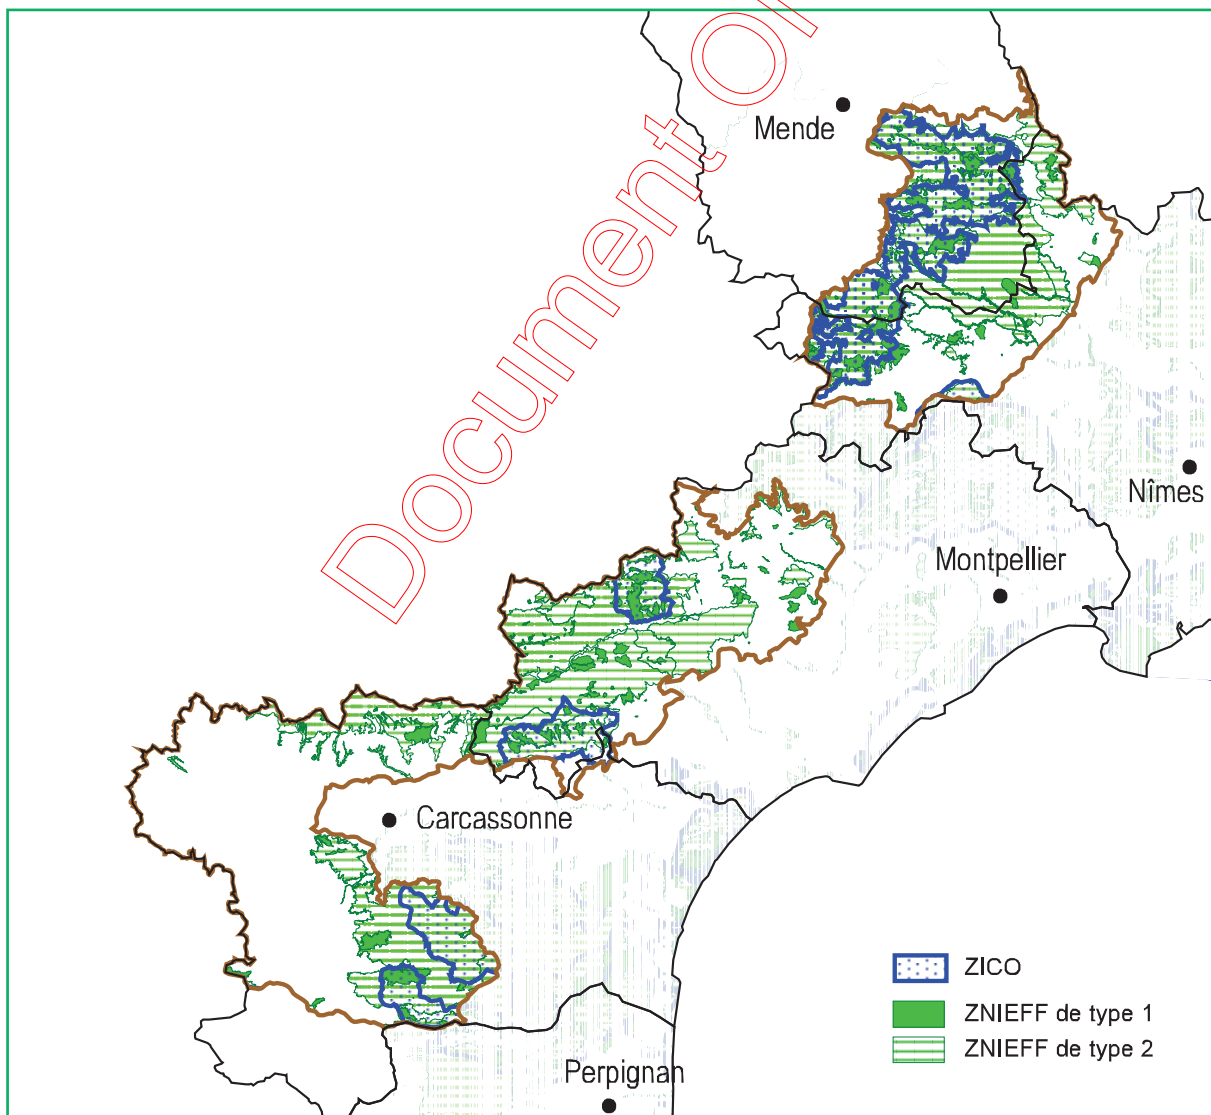 Document
Mende
Nîmes
Montpellier
Carcassonne
Perpignan
ZICO
ZNIEFF de type 1
ZNIEFF de type 2